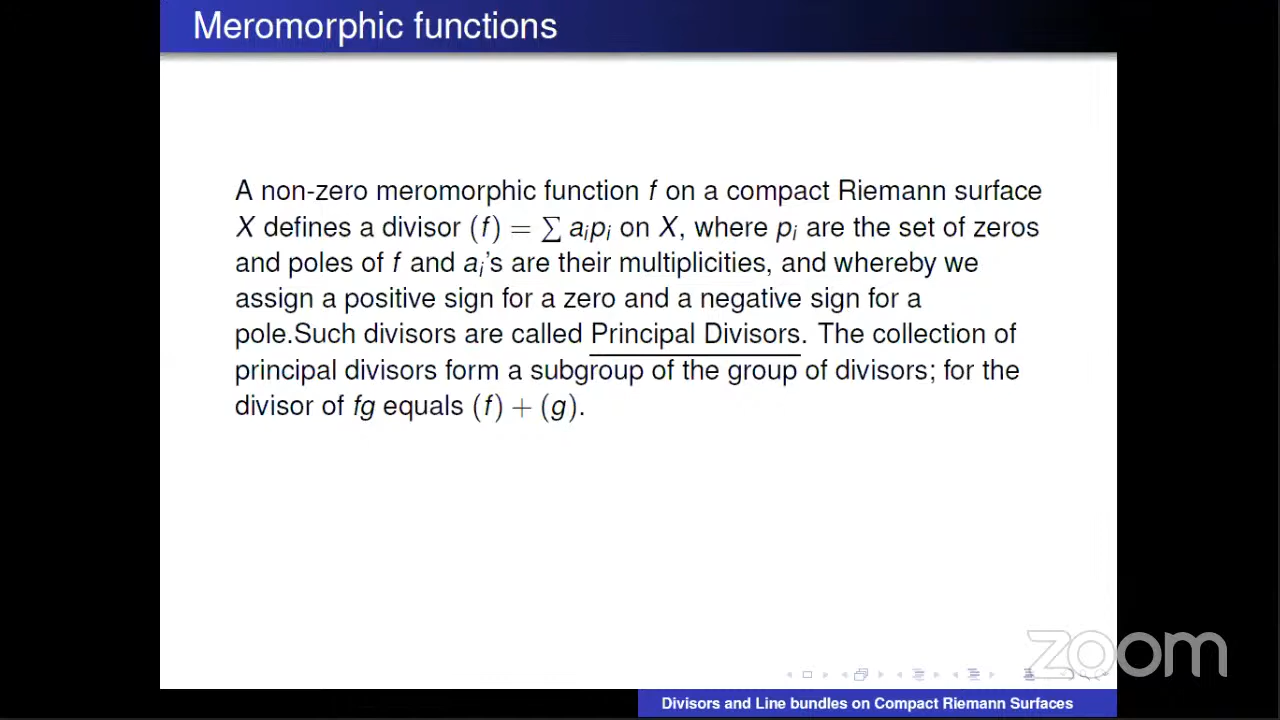 Meromorphic functions
A non-zero meromorphic function f on a compact Riemann surface
X defines a divisor (f) = ∑ aᵢpᵢ on X, where pᵢ are the set of zeros
and poles of f and aᵢ's are their multiplicities, and whereby we
assign a positive sign for a zero and a negative sign for a
pole.Such divisors are called Principal Divisors. The collection of
principal divisors form a subgroup of the group of divisors; for the
divisor of fg equals (f) + (g).
zoom
Divisors and Line bundles on Compact Riemann Surfaces